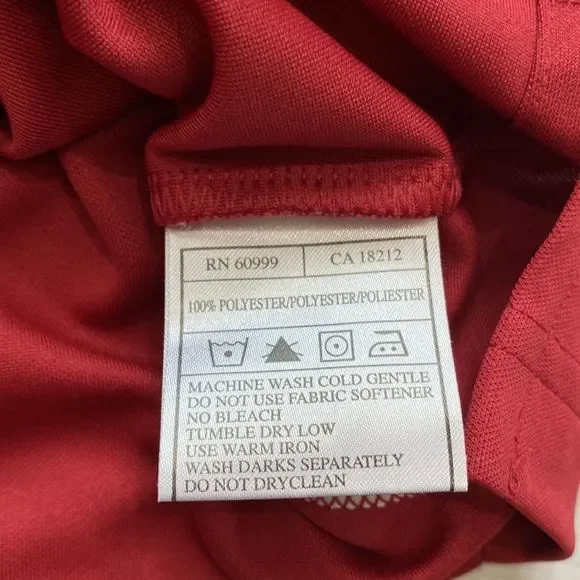 RN 60999 CA 18212
100% POLYESTER/POLYESTER/POLIESTER
MACHINE WASH COLD GENTLE
DO NOT USE FABRIC SOFTENER
NO BLEACH
TUMBLE DRY LOW
USE WARM IRON
WASH DARKS SEPARATELY
DO NOT DRYCLEAN